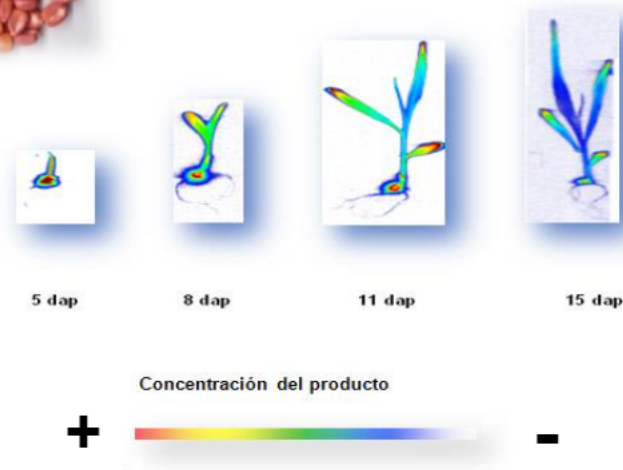 5 dap 8 dap 11 dap 15 dap
Concentración del producto
+ -